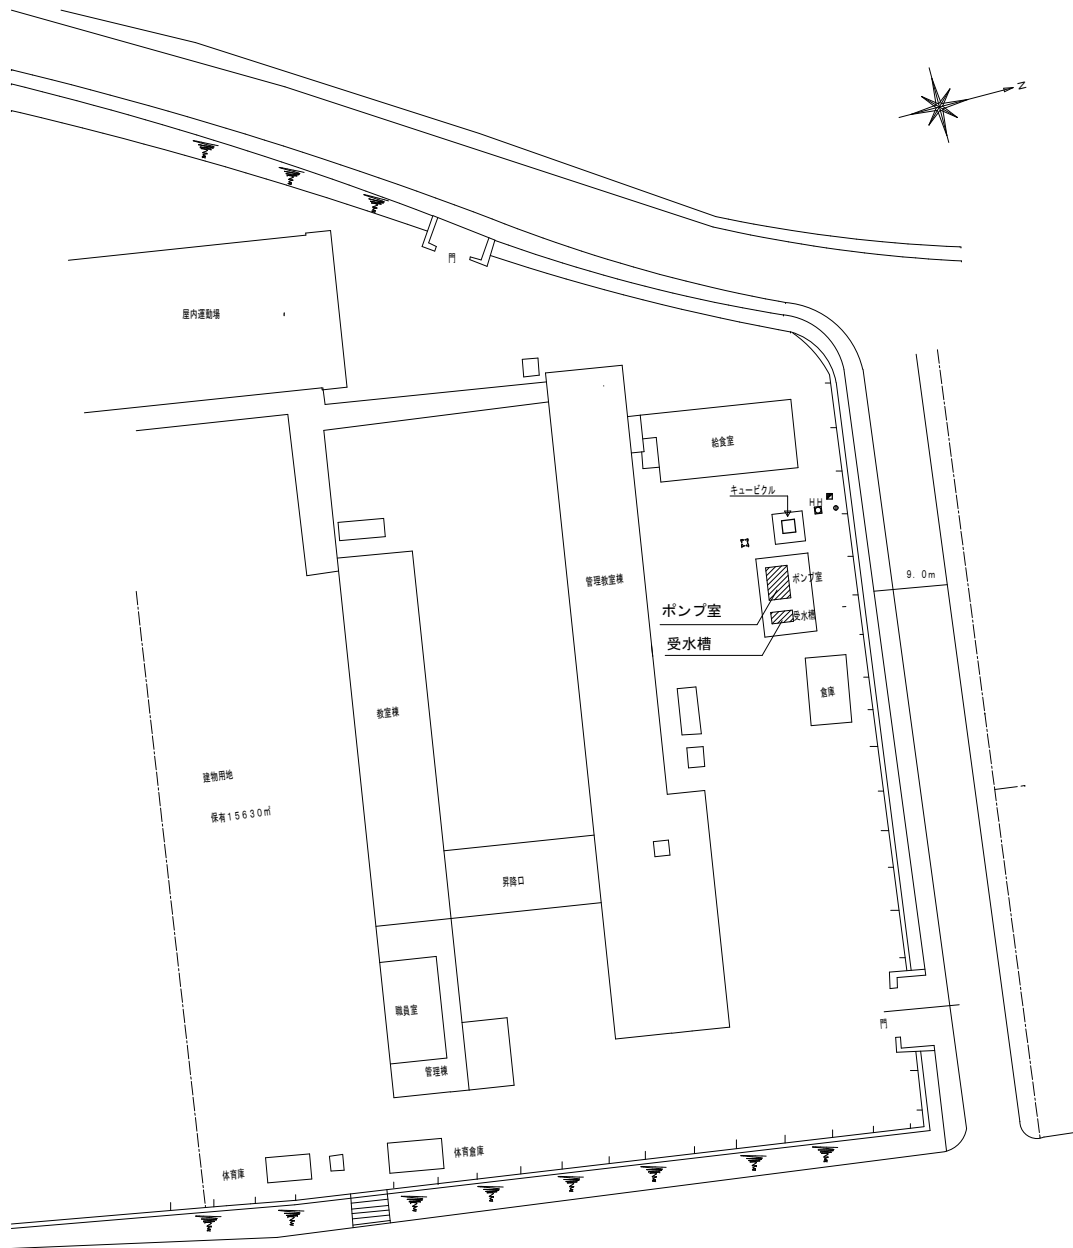 N
門
屋内運動場
給食室
キュービクル
HH
管理教室棟
ポンプ室
9.0m
ポンプ室
受水槽
受水槽
倉庫
教室棟
建物用地
保有15630㎡
昇降口
職員室
門
管理棟
体育倉庫
体育庫